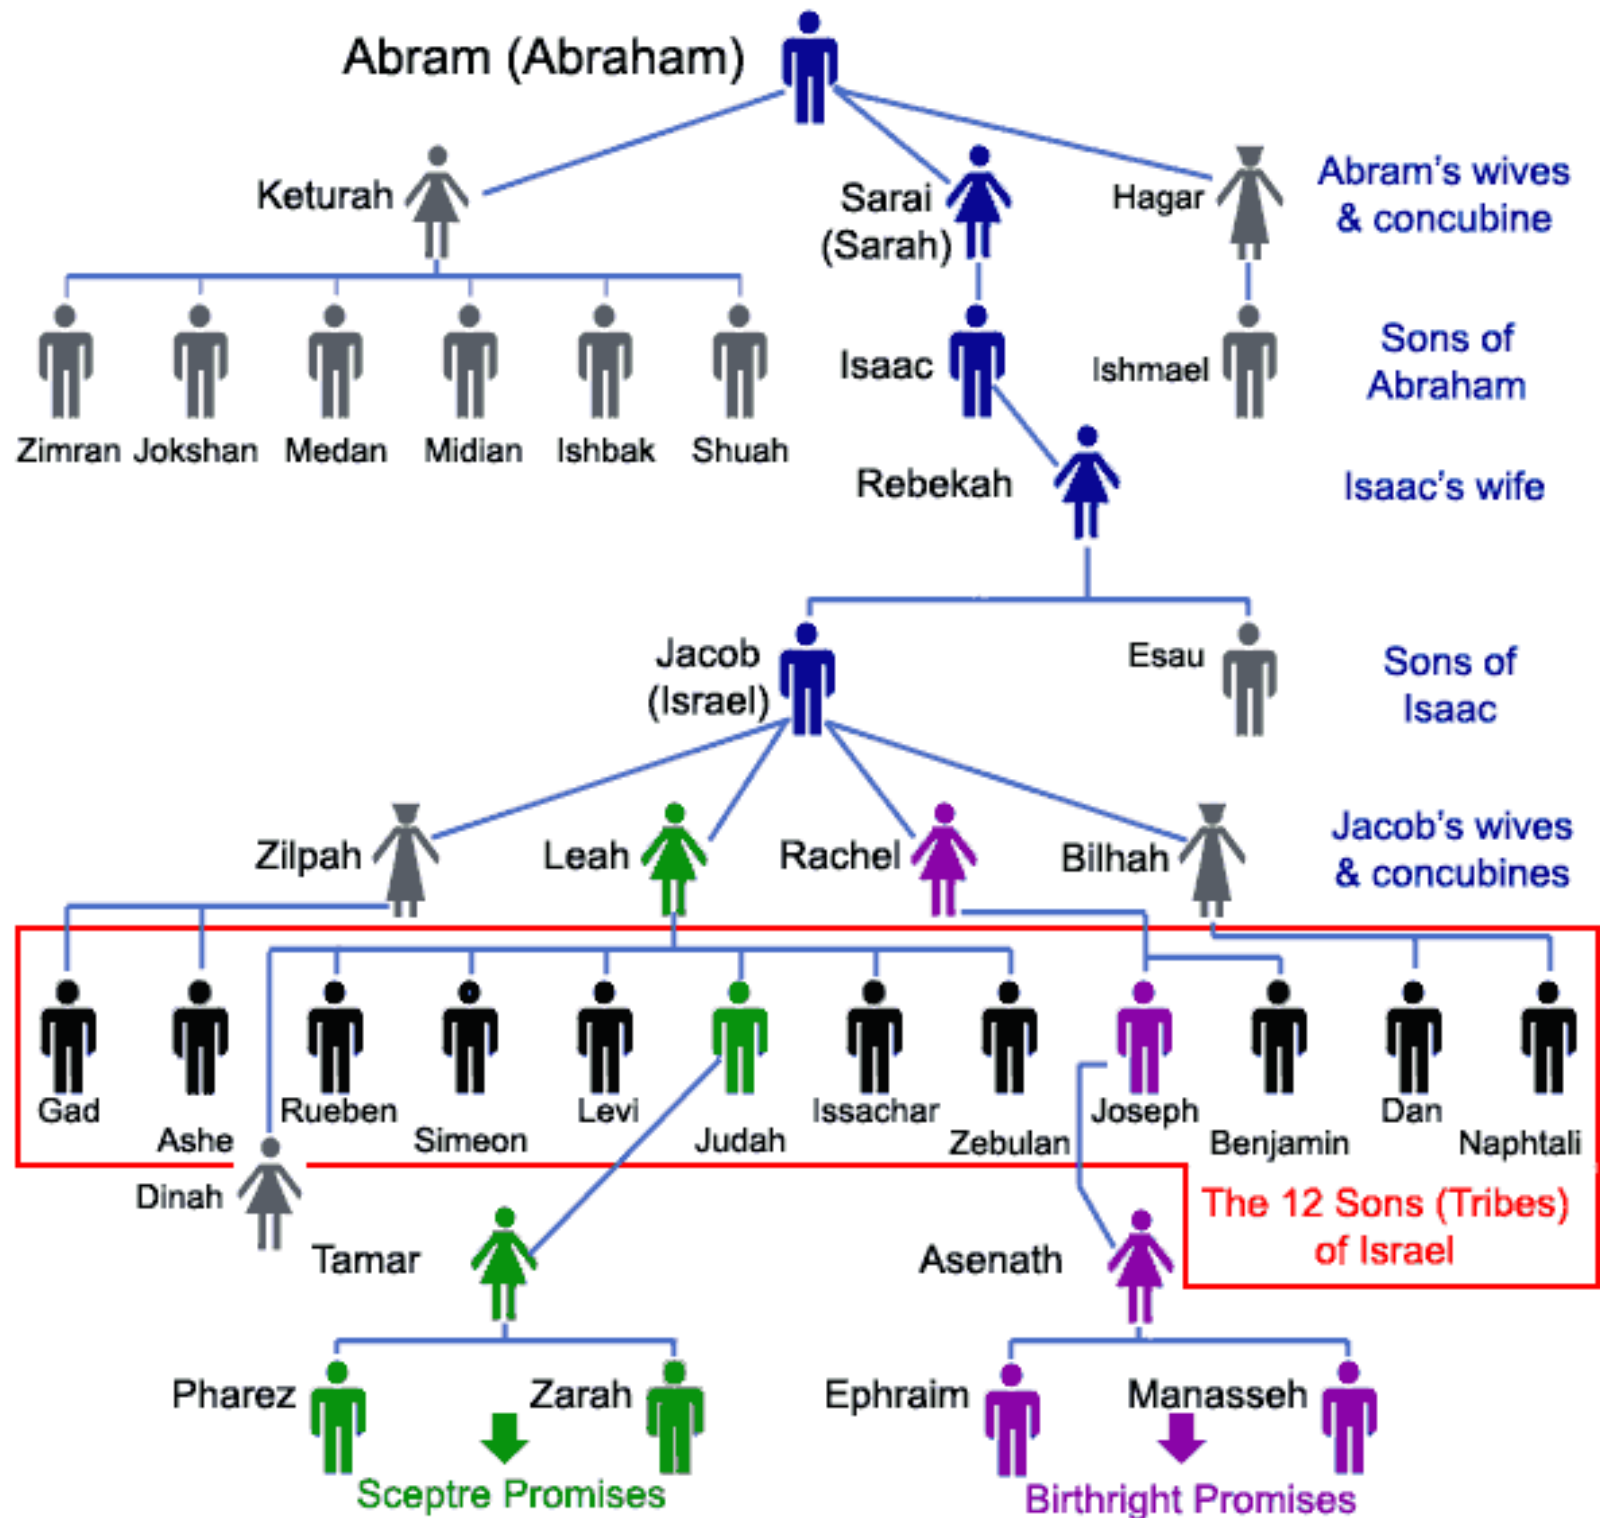 Abram (Abraham)
Keturah
Sarai
(Sarah)
Hagar
Abram's wives
& concubine
Zimran
Jokshan
Medan
Midian
Ishbak
Shuah
Isaac
Ishmael
Sons of
Abraham
Rebekah
Isaac's wife
Jacob
(Israel)
Esau
Sons of
Isaac
Zilpah
Leah
Rachel
Bilhah
Jacob's wives
& concubines
Gad
Ashe
Rueben
Simeon
Levi
Judah
Issachar
Zebulan
Joseph
Benjamin
Dan
Naphtali
Dinah
The 12 Sons (Tribes)
of Israel
Tamar
Asenath
Pharez
Zarah
Ephraim
Manasseh
Sceptre Promises
Birthright Promises